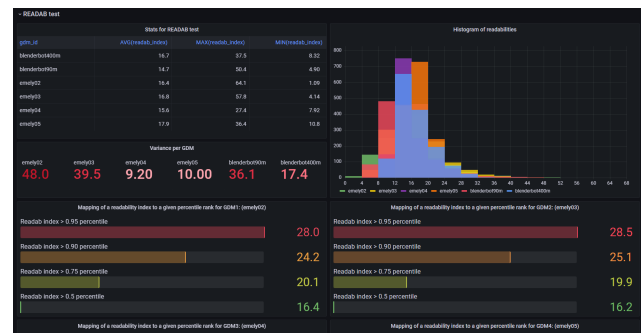 ~ READAB test
Stats for READAB test
gdm_id AVG(readab_index) MAX(readab_index) MIN(readab_index)
blenderbot400m 16.7 37.5 8.32
blenderbot90m 14.7 50.4 4.90
emely02 16.4 64.1 1.09
emely03 16.8 57.8 4.14
emely04 15.6 27.4 7.92
emely05 17.9 36.4 10.8
Histogram of readabilities
800
700
600
500
400
300
200
100
0
0 4 8 12 16 20 24 28 32 36 40 44 48 52 56 60 64 68
emely02 emely03 emely04 emely05 blenderbot400m blenderbot90m
Variance per GDM
emely02 emely03 emely04 emely05 blenderbot90m blenderbot400m
48.0 39.5 9.20 10.00 36.1 17.4
Mapping of a readability index to a given percentile rank for GDM1: (emely02)
Readab index > 0.95 percentile
28.0
Readab index > 0.90 percentile
24.2
Readab index > 0.75 percentile
20.1
Readab index > 0.5 percentile
16.4
Mapping of a readability index to a given percentile rank for GDM2: (emely03)
Readab index > 0.95 percentile
28.5
Readab index > 0.90 percentile
25.1
Readab index > 0.75 percentile
19.9
Readab index > 0.5 percentile
16.2
Mapping of a readability index to a given percentile rank for GDM3: (emely04)
Mapping of a readability index to a given percentile rank for GDM4: (emely05)